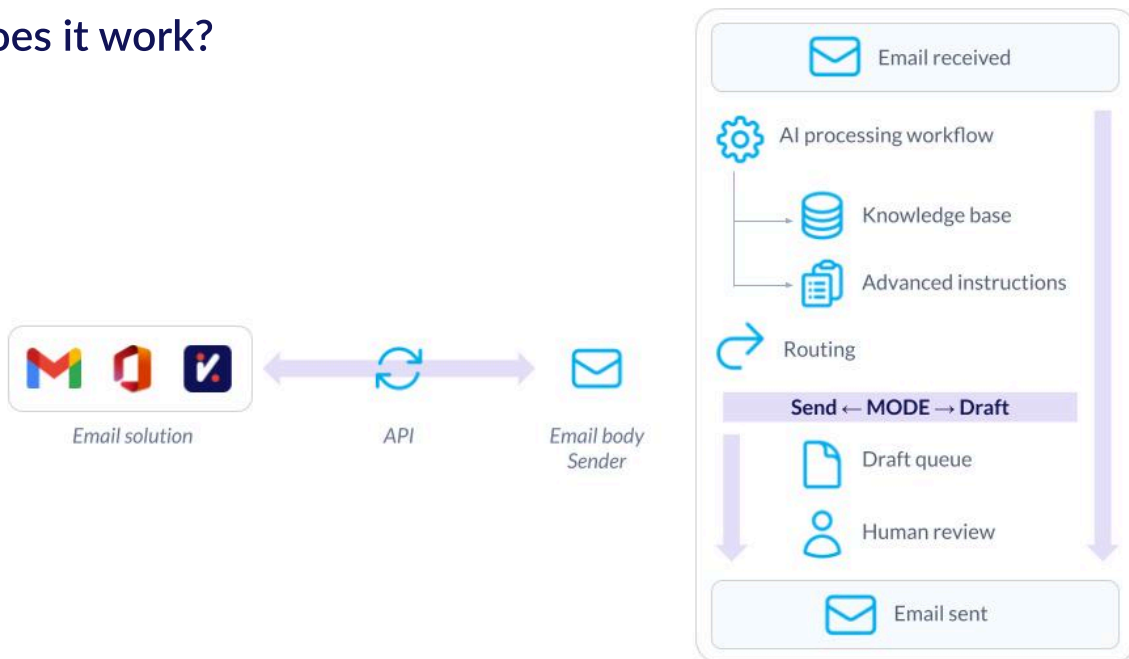 oes it work?
Email received
AI processing workflow
Knowledge base
Advanced instructions
Routing
Send ← MODE → Draft
Draft queue
Human review
Email sent
Email solution
API
Email body
Sender